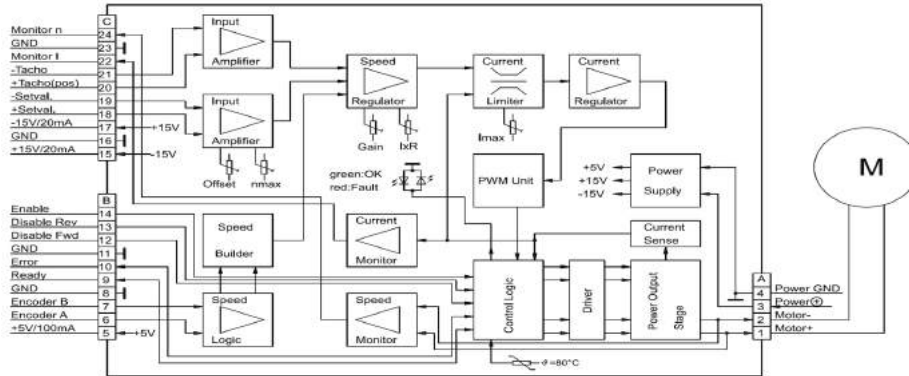 C
Monitor n
24
GND
23
Monitor I
22
-Tacho
21
+Tacho(pos)
20
-Setval.
19
+Setval.
18
-15V/20mA
17
+15V
GND
16
+15V/20mA
15
-15V
Input
Amplifier
Input
Amplifier
Offset
nmax
Speed
Regulator
Gain
IxR
Current
Limiter
Imax
Current
Regulator
green:OK
red:Fault
PWM Unit
+5V
+15V
-15V
Power
Supply
M
B
Enable
14
Disable Rev
13
Disable Fwd
12
GND
11
Error
10
Ready
9
GND
8
Encoder B
7
Encoder A
6
+5V/100mA
5
+5V
Speed
Builder
Speed
Logic
Current
Monitor
Speed
Monitor
Control Logic
Driver
Current
Sense
Power Output
Stage
ϑ=80°C
A
4
Power GND
3
Power⊕
2
Motor-
1
Motor+